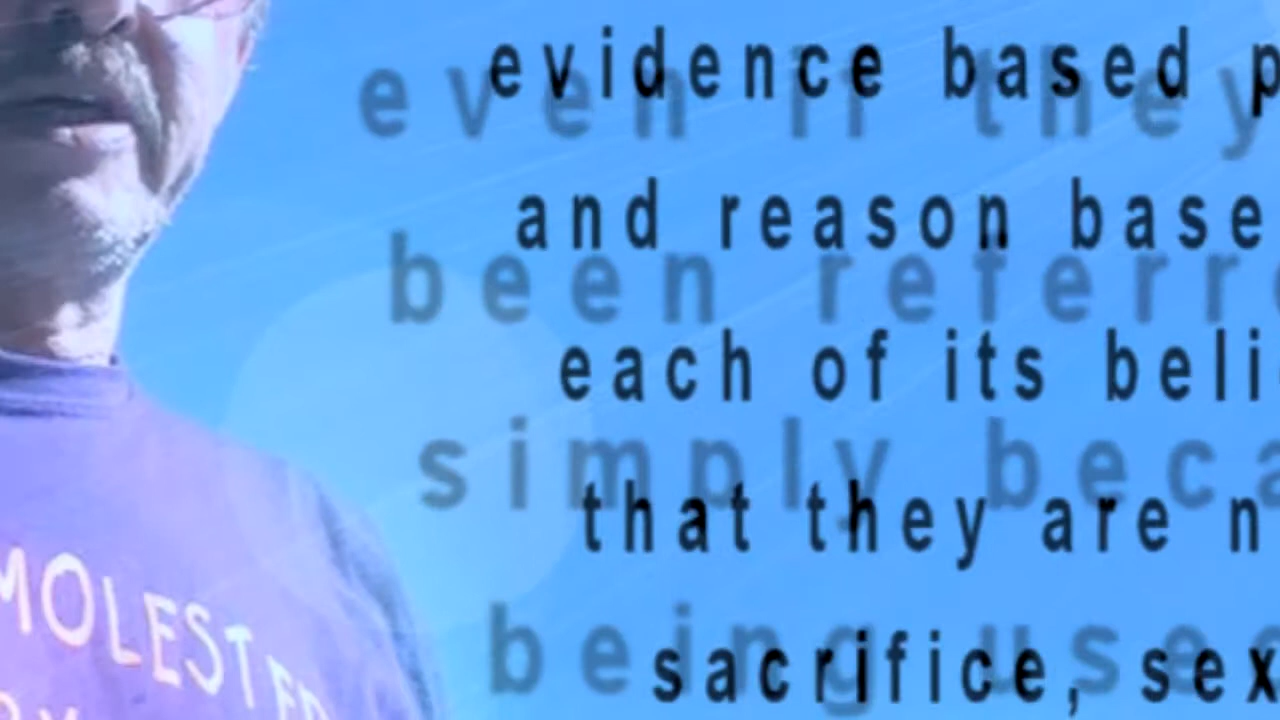 evidence based p
even if they
and reason base
been referre
each of its beli
simply beca
that they are n
being use
sacrifice, sex
MOLESTED